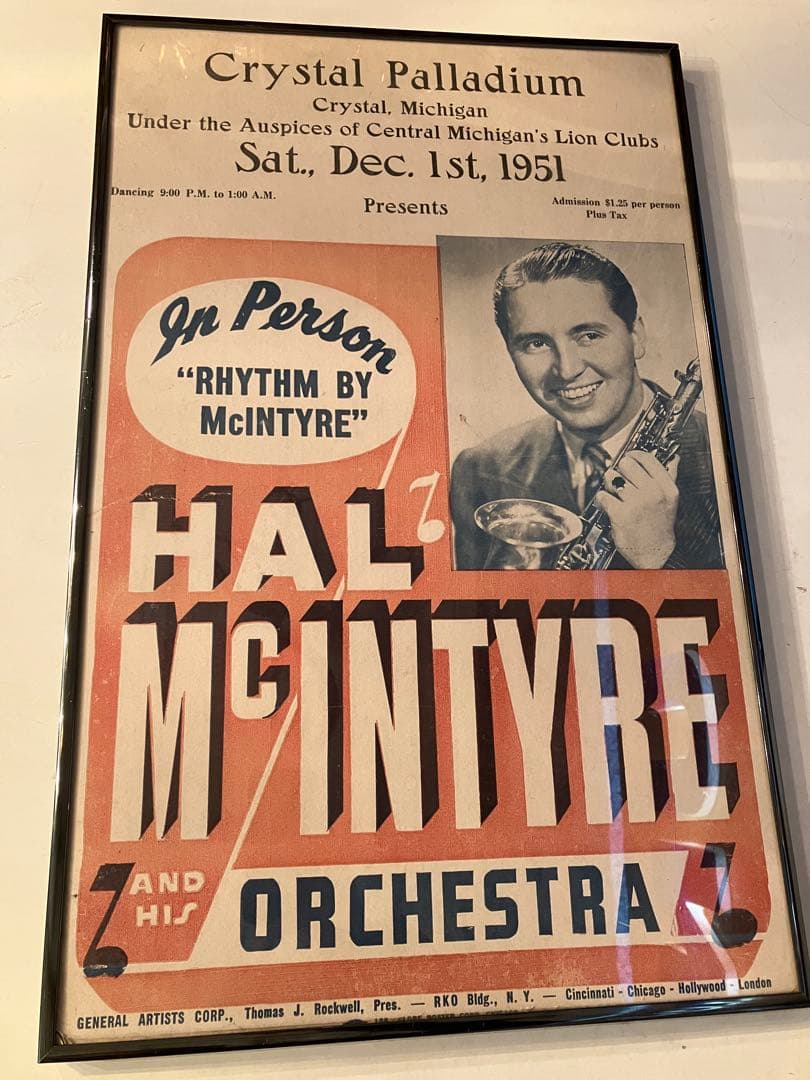 Crystal Palladium
Crystal, Michigan
Under the Auspices of Central Michigan's Lion Clubs
Sat., Dec. 1st, 1951
Dancing 9:00 P.M. to 1:00 A.M.
Presents
Admission $1.25 per person
Plus Tax
In Person
"RHYTHM BY
McINTYRE"
HAL
McINTYRE
AND
HIS
ORCHESTRA
GENERAL ARTISTS CORP., Thomas J. Rockwell, Pres. — RKO Bldg., N. Y. — Cincinnati - Chicago - Hollywood - London